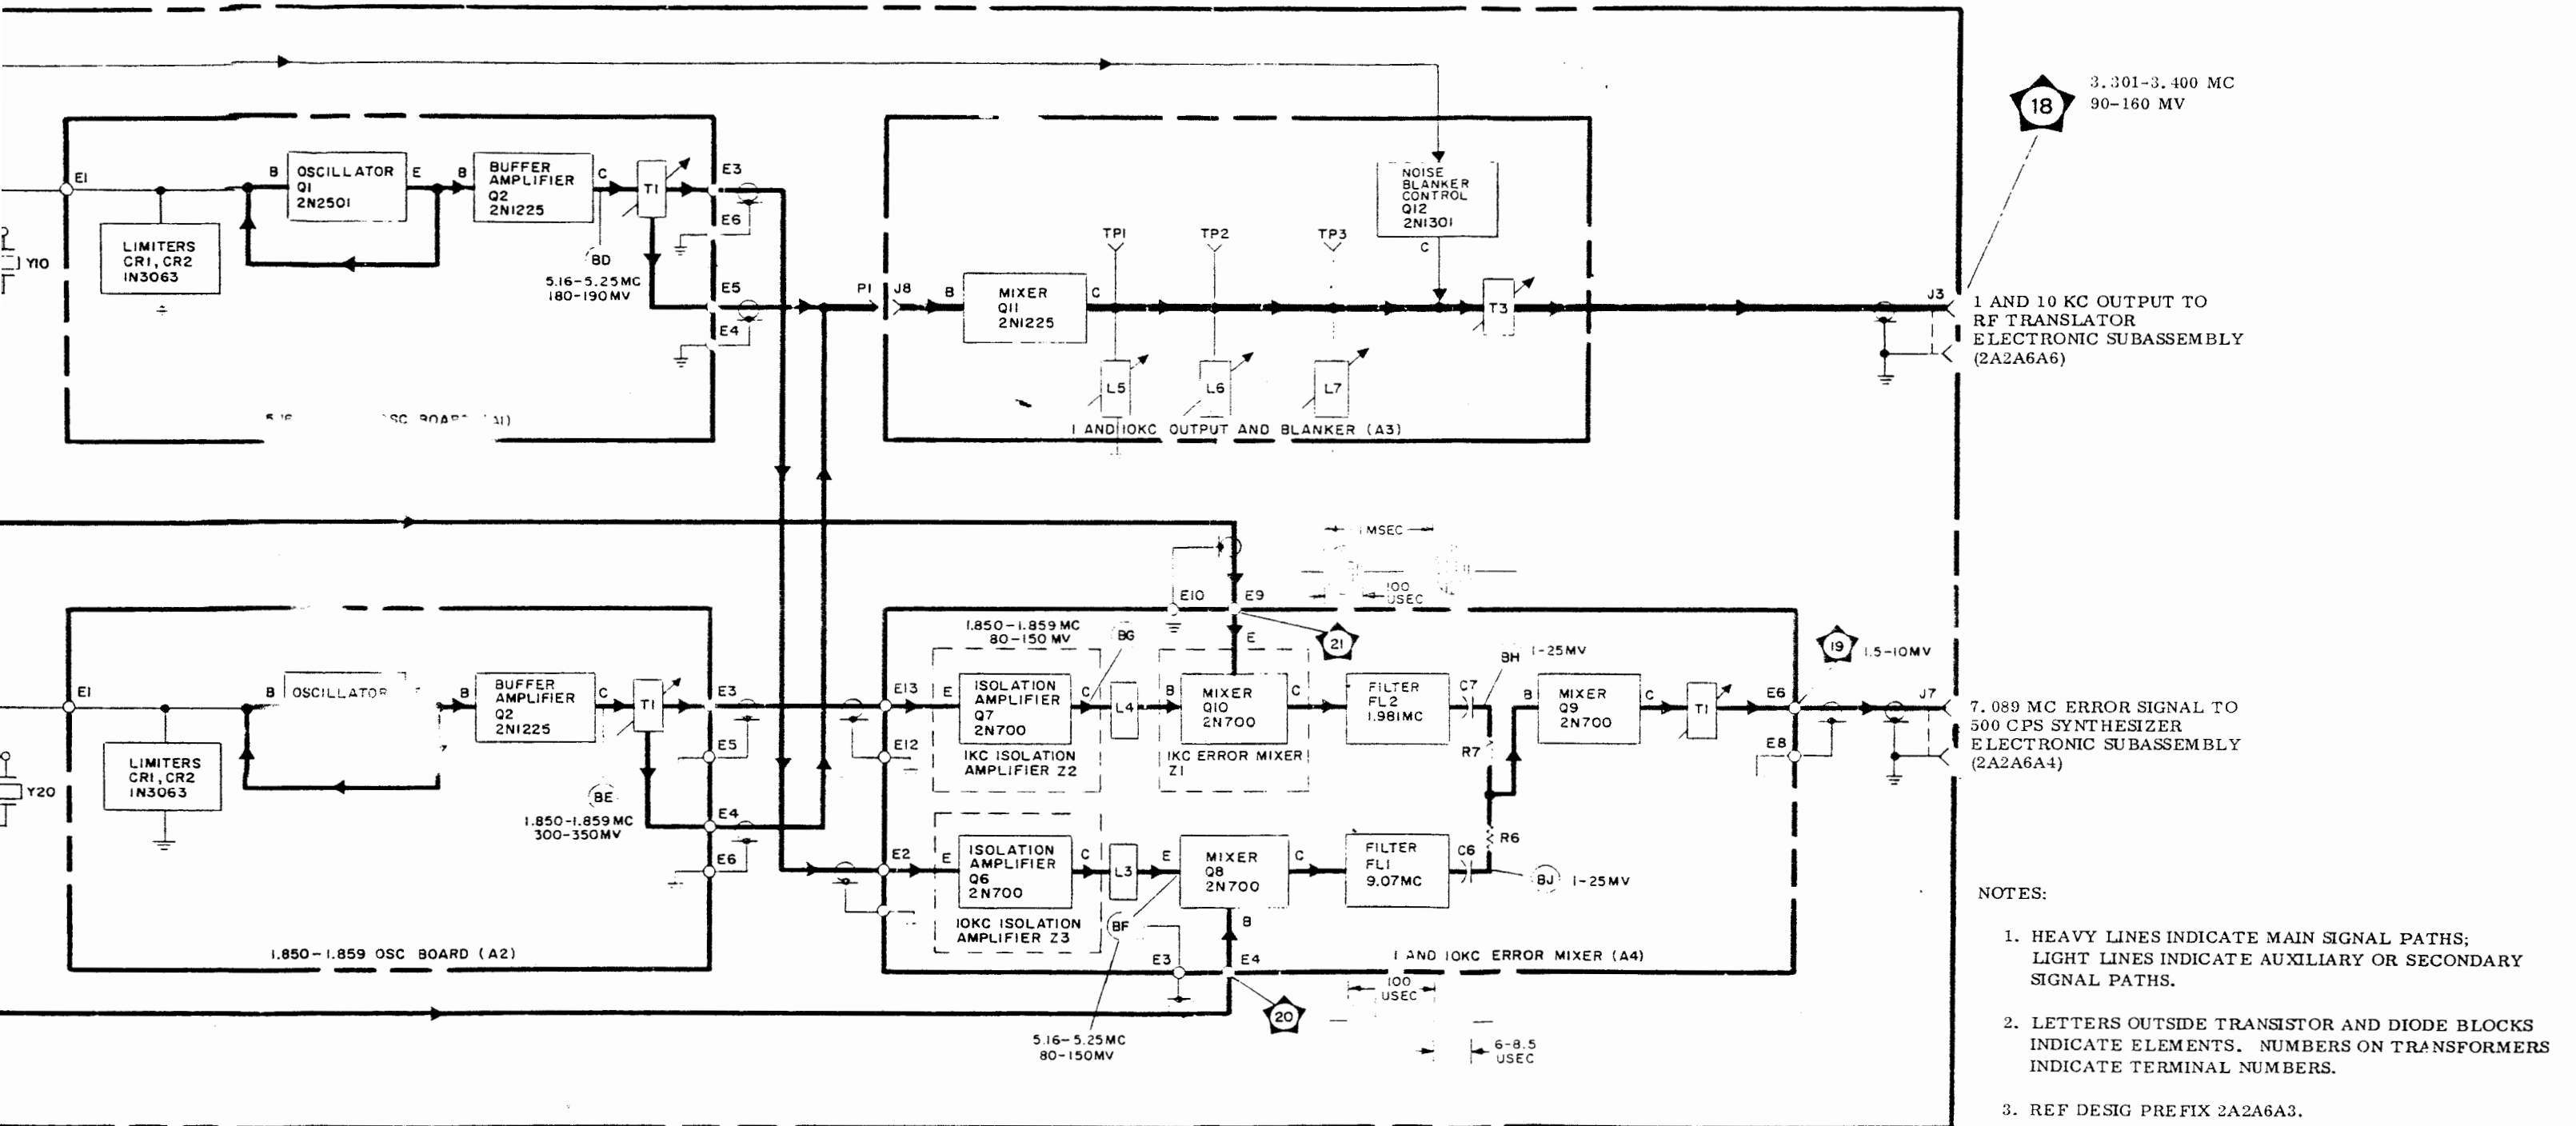 3.301-3.400 MC
90-160 MV
18
E1
B
OSCILLATOR
Q1
2N2501
E
B
BUFFER
AMPLIFIER
Q2
2N1225
C
T1
E3
E6
E5
E4
LIMITERS
CR1, CR2
1N3063
Y10
BD
5.16-5.25MC
180-190MV
P1
J8
B
MIXER
Q11
2N1225
C
TP1
TP2
TP3
NOISE
BLANKER
CONTROL
Q12
2N1301
C
T3
L5
L6
L7
1 AND 10KC OUTPUT AND BLANKER (A3)
J3
1 AND 10 KC OUTPUT TO
RF TRANSLATOR
ELECTRONIC SUBASSEMBLY
(2A2A6A6)
1 MSEC
100
USEC
E10
E9
E
21
E1
B
OSCILLATOR
B
BUFFER
AMPLIFIER
Q2
2N1225
C
T1
E3
E5
E4
E6
LIMITERS
CR1, CR2
1N3063
Y20
BE
1.850-1.859MC
300-350MV
1.850-1.859 OSC BOARD (A2)
1.850-1.859MC
80-150 MV
BG
E13
E12
E
ISOLATION
AMPLIFIER
Q7
2N700
C
1KC ISOLATION
AMPLIFIER Z2
L4
B
MIXER
Q10
2N700
C
1KC ERROR MIXER
Z1
FILTER
FL2
1.981MC
C7
BH
1-25MV
R7
R6
B
MIXER
Q9
2N700
C
T1
E6
E8
19
1.5-10MV
J7
7.089 MC ERROR SIGNAL TO
500 CPS SYNTHESIZER
ELECTRONIC SUBASSEMBLY
(2A2A6A4)
E2
E
ISOLATION
AMPLIFIER
Q6
2N700
C
10KC ISOLATION
AMPLIFIER Z3
L3
E
MIXER
Q8
2N700
C
B
FILTER
FL1
9.07MC
C6
BJ
1-25MV
BF
E3
E4
1 AND 10KC ERROR MIXER (A4)
20
5.16-5.25MC
80-150MV
100
USEC
6-8.5
USEC
NOTES:
1. HEAVY LINES INDICATE MAIN SIGNAL PATHS;
LIGHT LINES INDICATE AUXILIARY OR SECONDARY
SIGNAL PATHS.
2. LETTERS OUTSIDE TRANSISTOR AND DIODE BLOCKS
INDICATE ELEMENTS. NUMBERS ON TRANSFORMERS
INDICATE TERMINAL NUMBERS.
3. REF DESIG PREFIX 2A2A6A3.